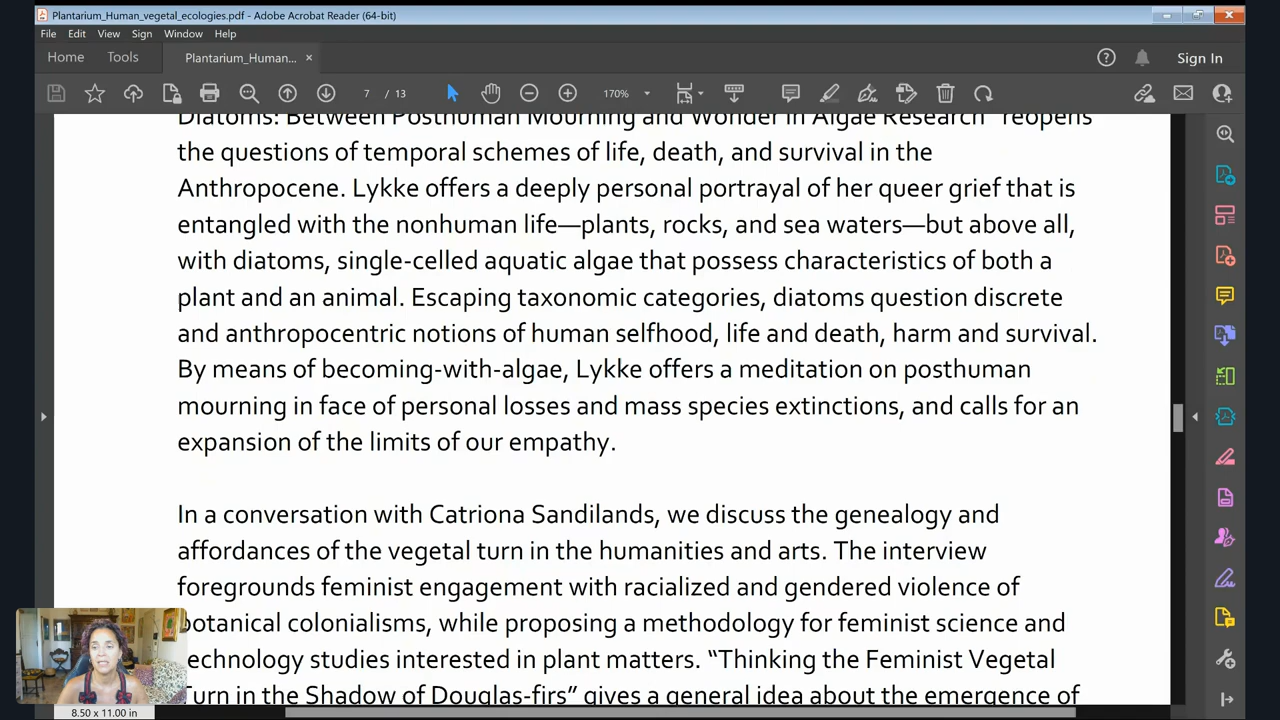 Plantarium_Human_vegetal_ecologies.pdf - Adobe Acrobat Reader (64-bit)
File Edit View Sign Window Help
Home Tools Plantarium_Human... × Sign In
7 / 13 170%
Diatoms: Between Posthuman Mourning and Wonder in Algae Research” reopens
the questions of temporal schemes of life, death, and survival in the
Anthropocene. Lykke offers a deeply personal portrayal of her queer grief that is
entangled with the nonhuman life—plants, rocks, and sea waters—but above all,
with diatoms, single-celled aquatic algae that possess characteristics of both a
plant and an animal. Escaping taxonomic categories, diatoms question discrete
and anthropocentric notions of human selfhood, life and death, harm and survival.
By means of becoming-with-algae, Lykke offers a meditation on posthuman
mourning in face of personal losses and mass species extinctions, and calls for an
expansion of the limits of our empathy.
In a conversation with Catriona Sandilands, we discuss the genealogy and
affordances of the vegetal turn in the humanities and arts. The interview
foregrounds feminist engagement with racialized and gendered violence of
botanical colonialisms, while proposing a methodology for feminist science and
technology studies interested in plant matters. “Thinking the Feminist Vegetal
Turn in the Shadow of Douglas-firs” gives a general idea about the emergence of
8.50 x 11.00 in